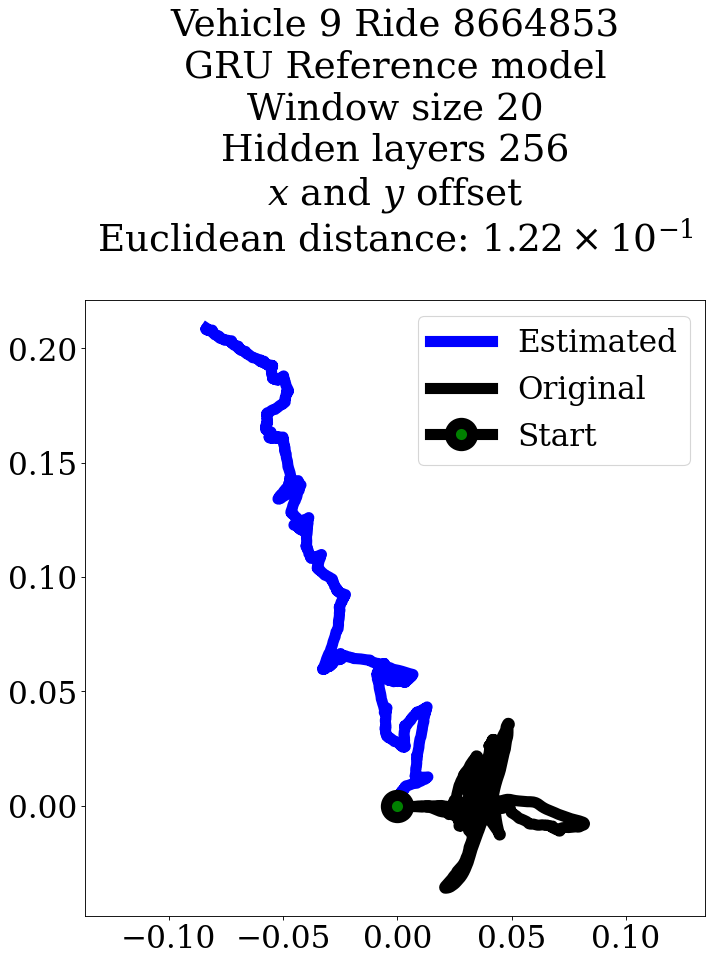 Vehicle 9 Ride 8664853
GRU Reference model
Window size 20
Hidden layers 256
x and y offset
Euclidean distance: 1.22 × 10⁻¹
Estimated
Original
Start
0.20
0.15
0.10
0.05
0.00
−0.10 −0.05 0.00 0.05 0.10